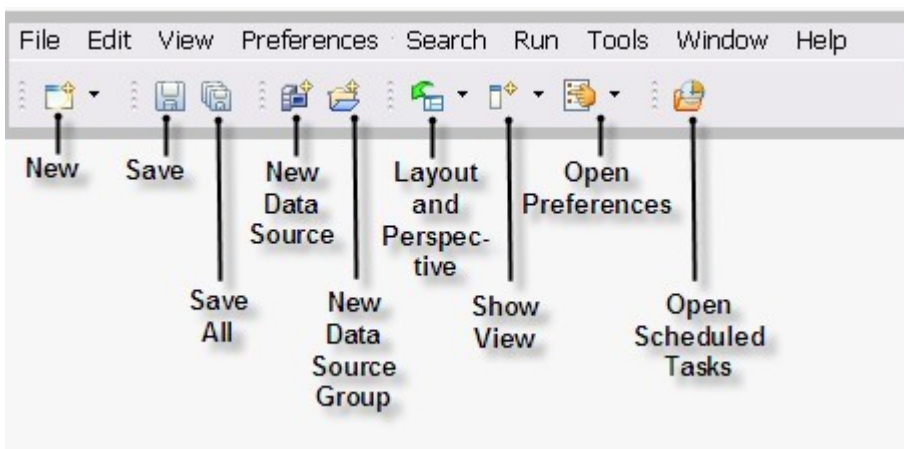 File Edit View Preferences Search Run Tools Window Help
New
Save
New
Data
Source
Layout
and
Perspec-
tive
Open
Preferences
Save
All
New
Data
Source
Group
Show
View
Open
Scheduled
Tasks